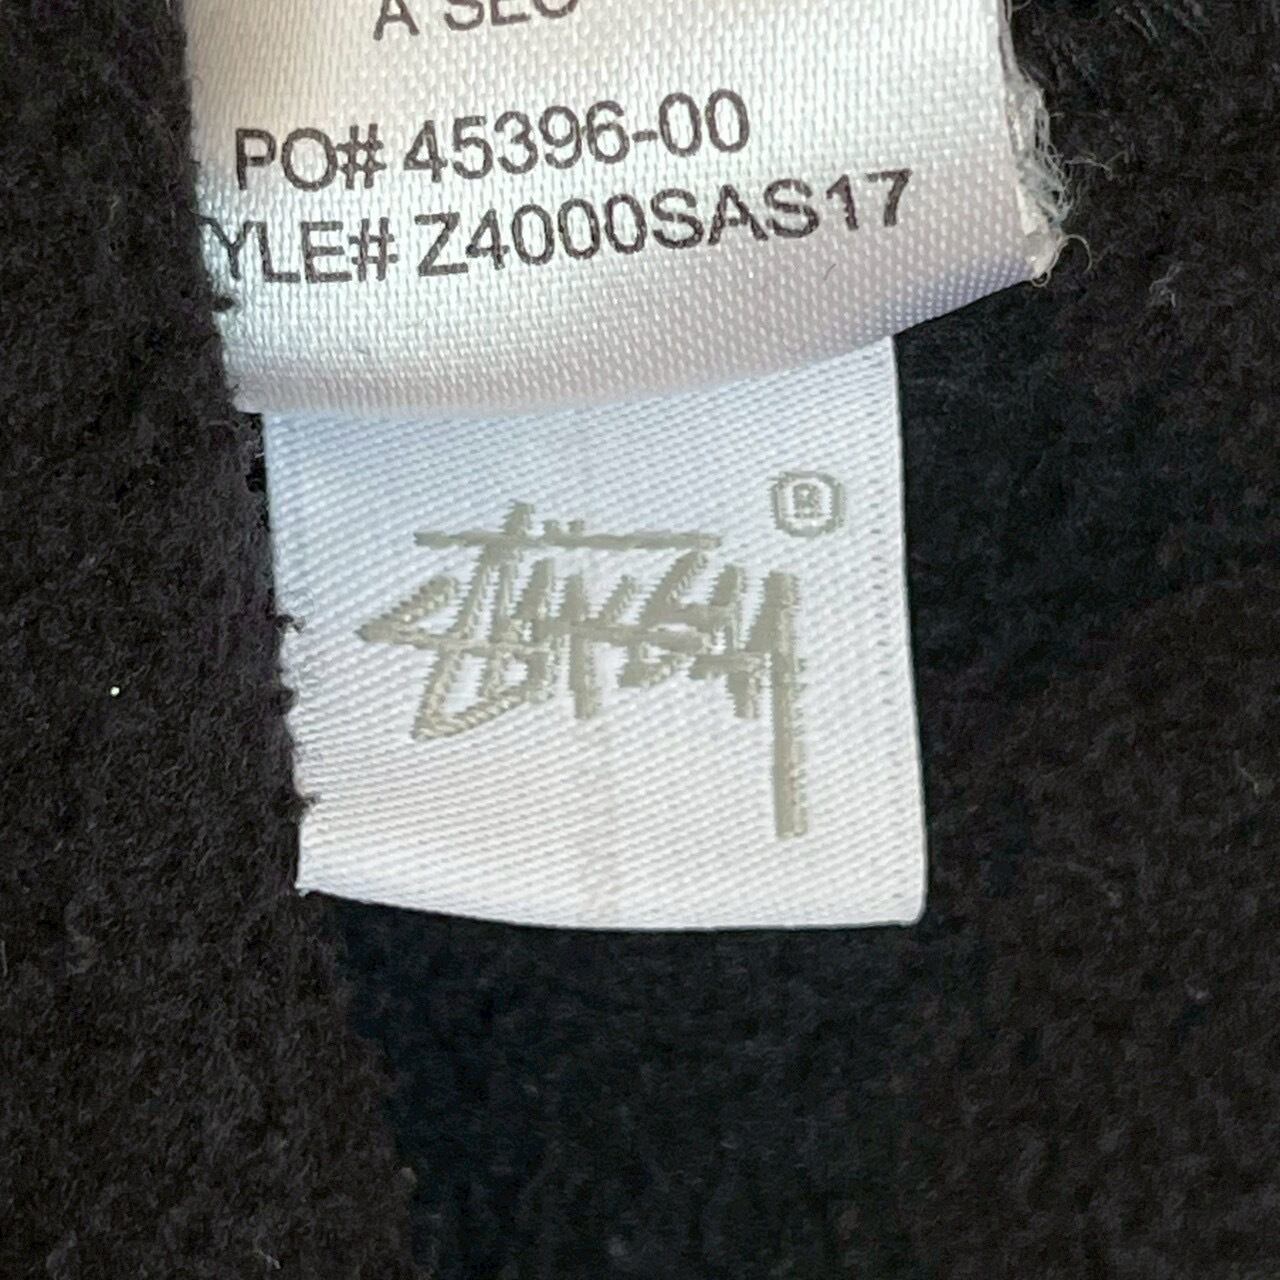 A SEC
PO# 45396-00
YLE# Z4000SAS17
Stüssy ®